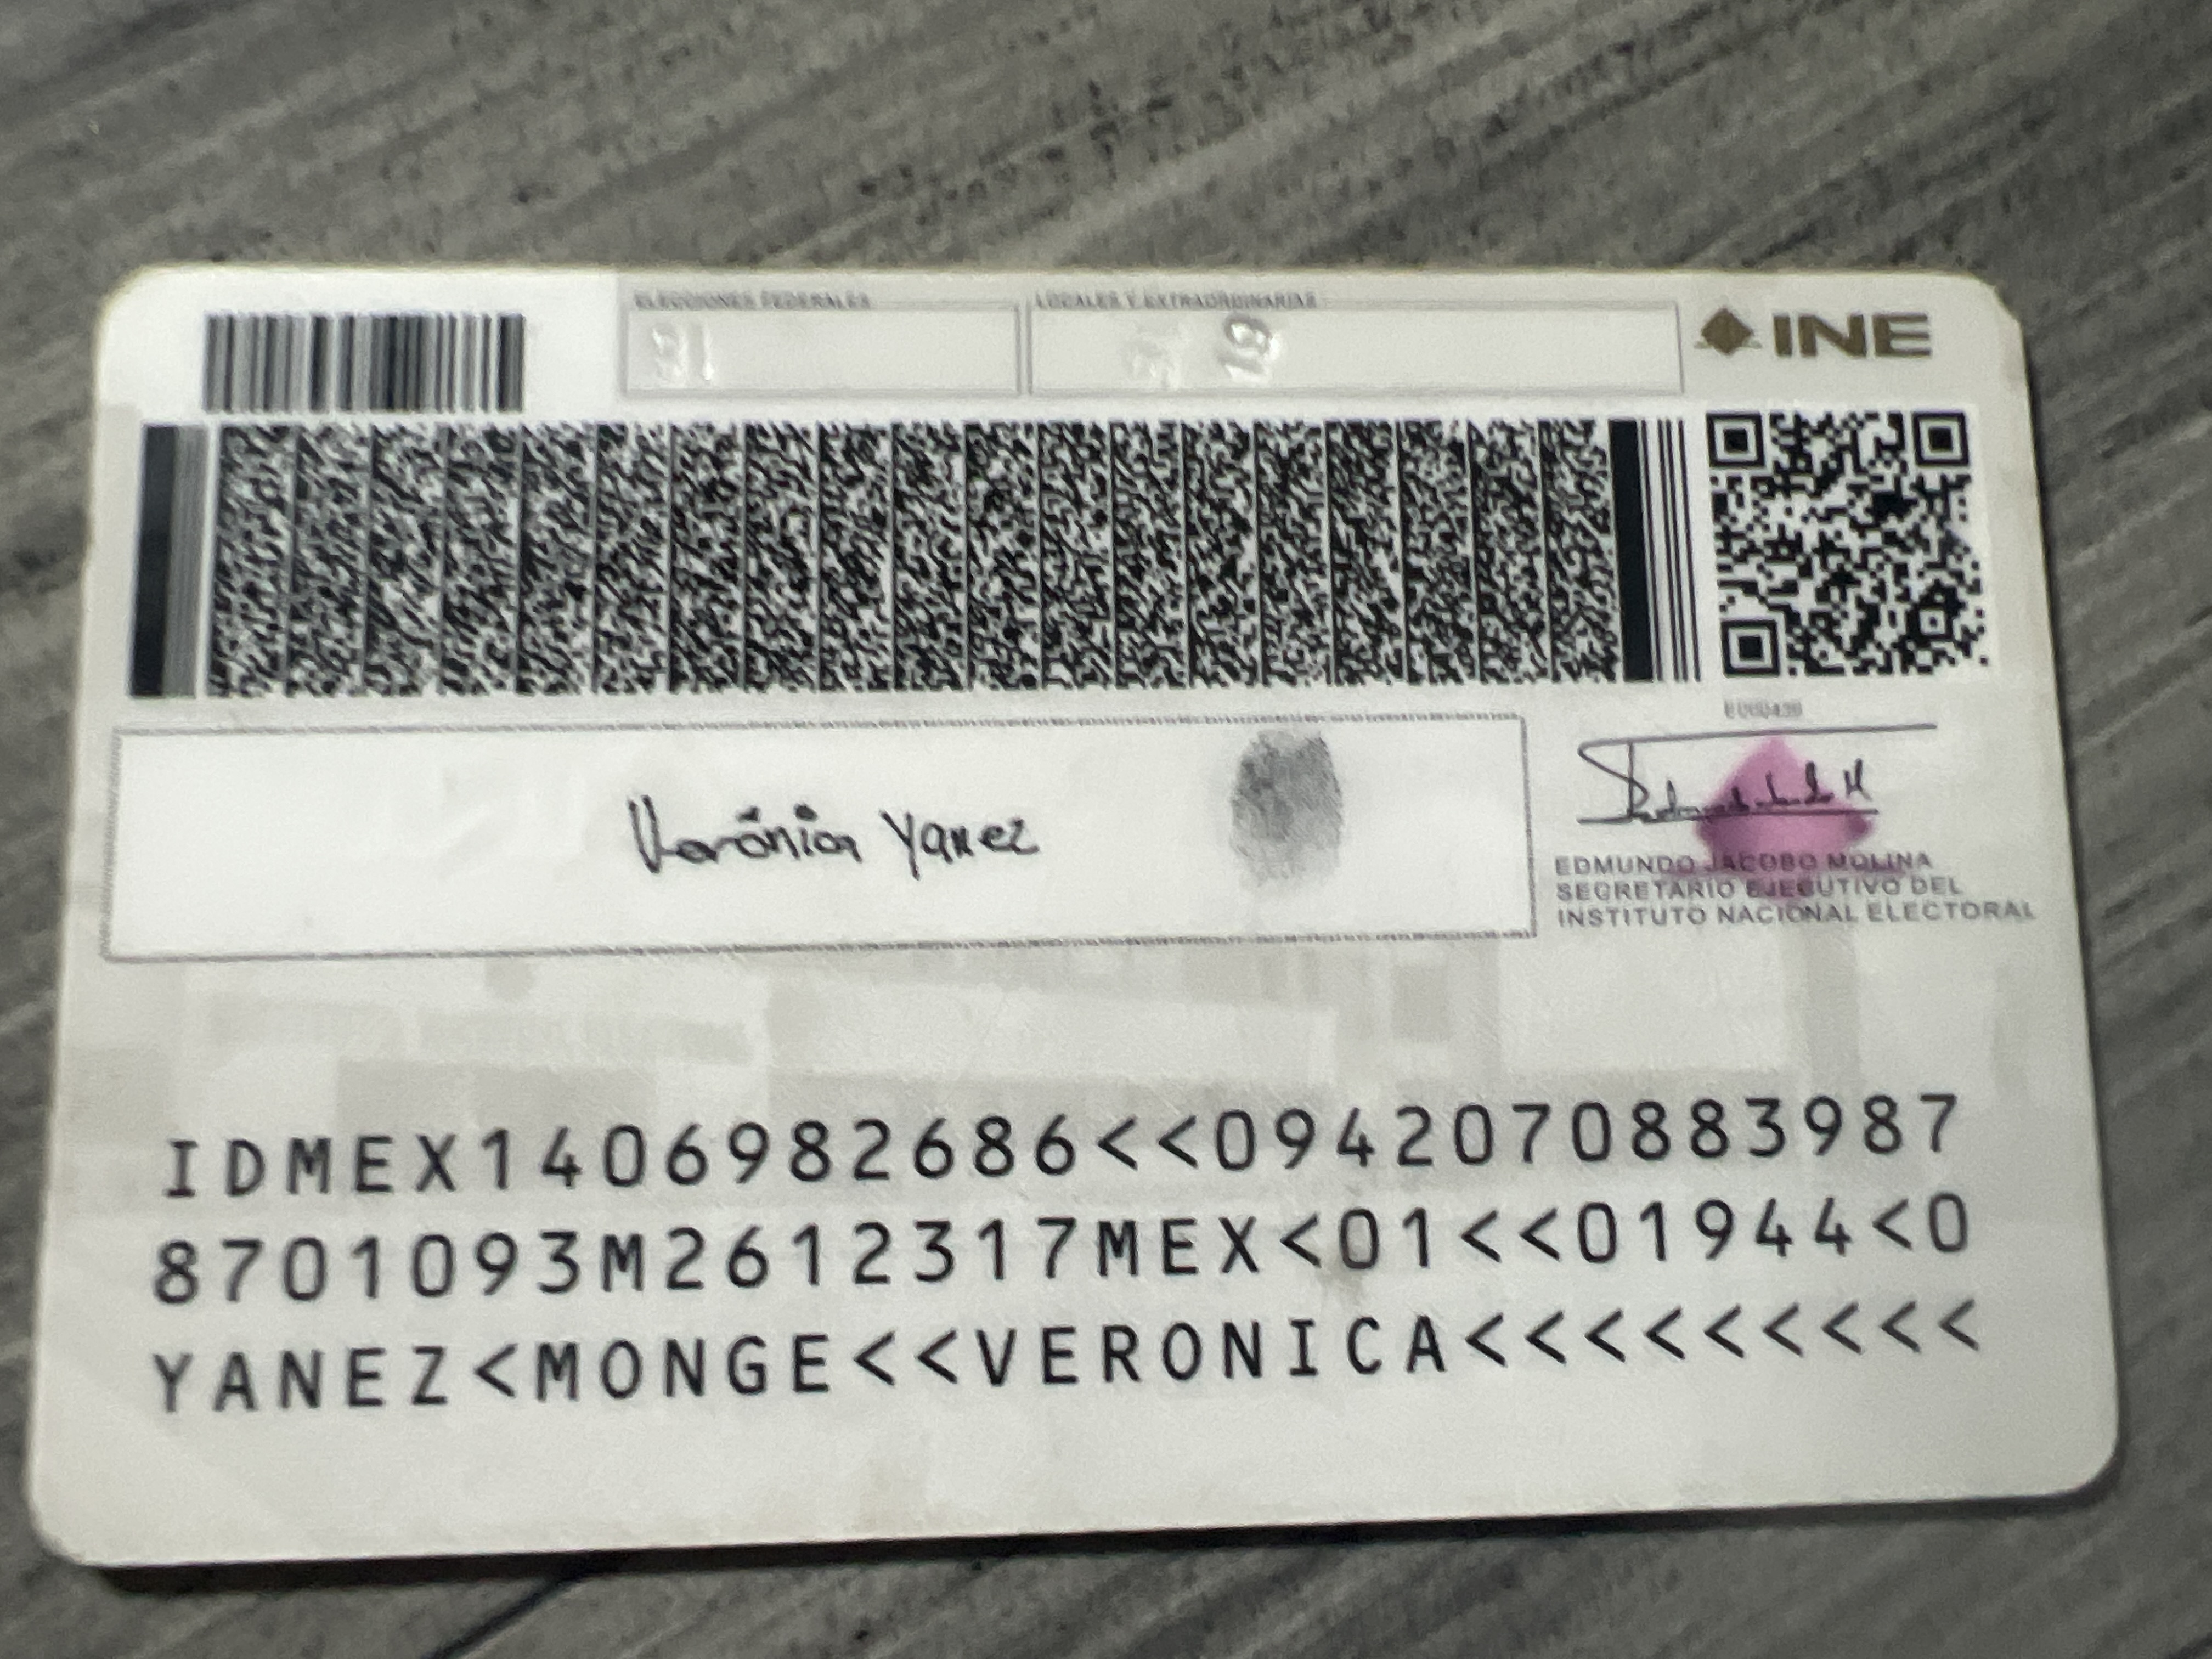 ELECCIONES FEDERALES
LOCALES Y EXTRAORDINARIAS
INE
21
19
Verónica Yanez
EDMUNDO JACOBO MOLINA
SECRETARIO EJECUTIVO DEL
INSTITUTO NACIONAL ELECTORAL
IDMEX1406982686<<0942070883987
8701093M2612317MEX<01<<01944<0
YANEZ<MONGE<<VERONICA<<<<<<<<<